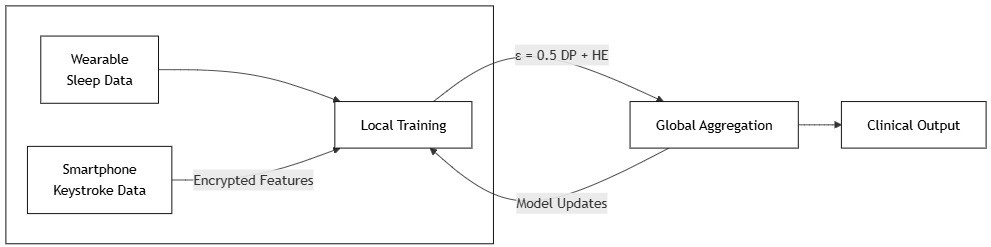 Wearable
Sleep Data
Smartphone
Keystroke Data
Encrypted Features
Local Training
ε = 0.5 DP + HE
Model Updates
Global Aggregation
Clinical Output